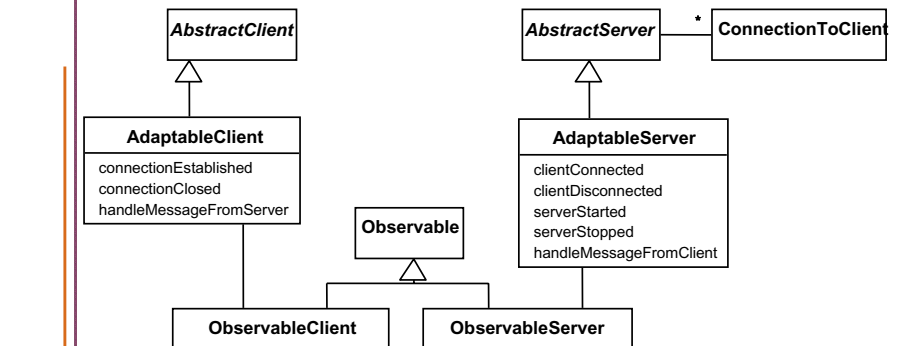 AbstractClient
AbstractServer
*
ConnectionToClient
AdaptableClient
connectionEstablished
connectionClosed
handleMessageFromServer
AdaptableServer
clientConnected
clientDisconnected
serverStarted
serverStopped
handleMessageFromClient
Observable
ObservableClient
ObservableServer